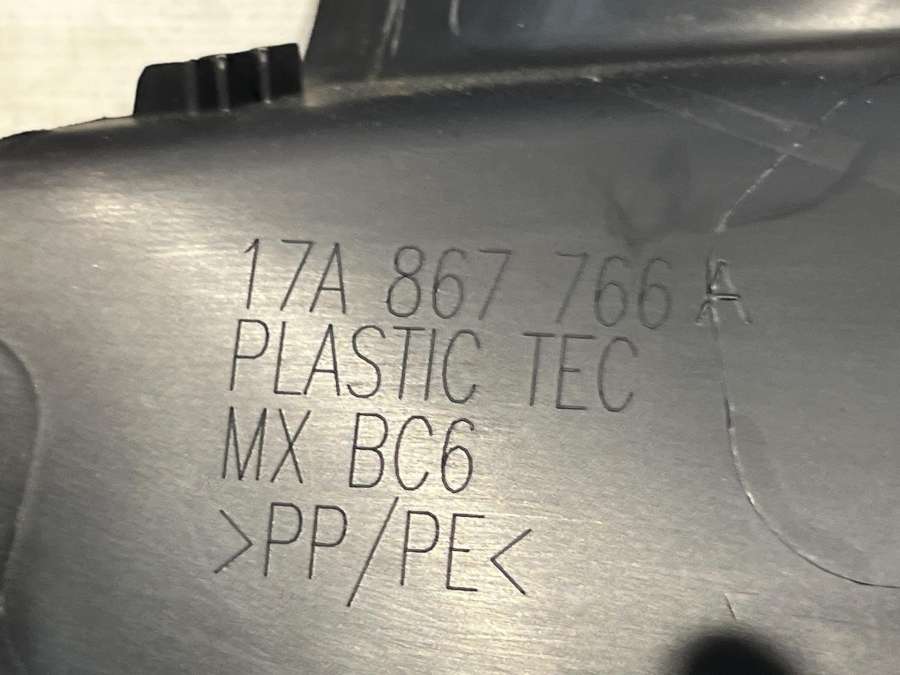 17A 867 766 A
PLASTIC TEC
MX BC6
>PP/PE<